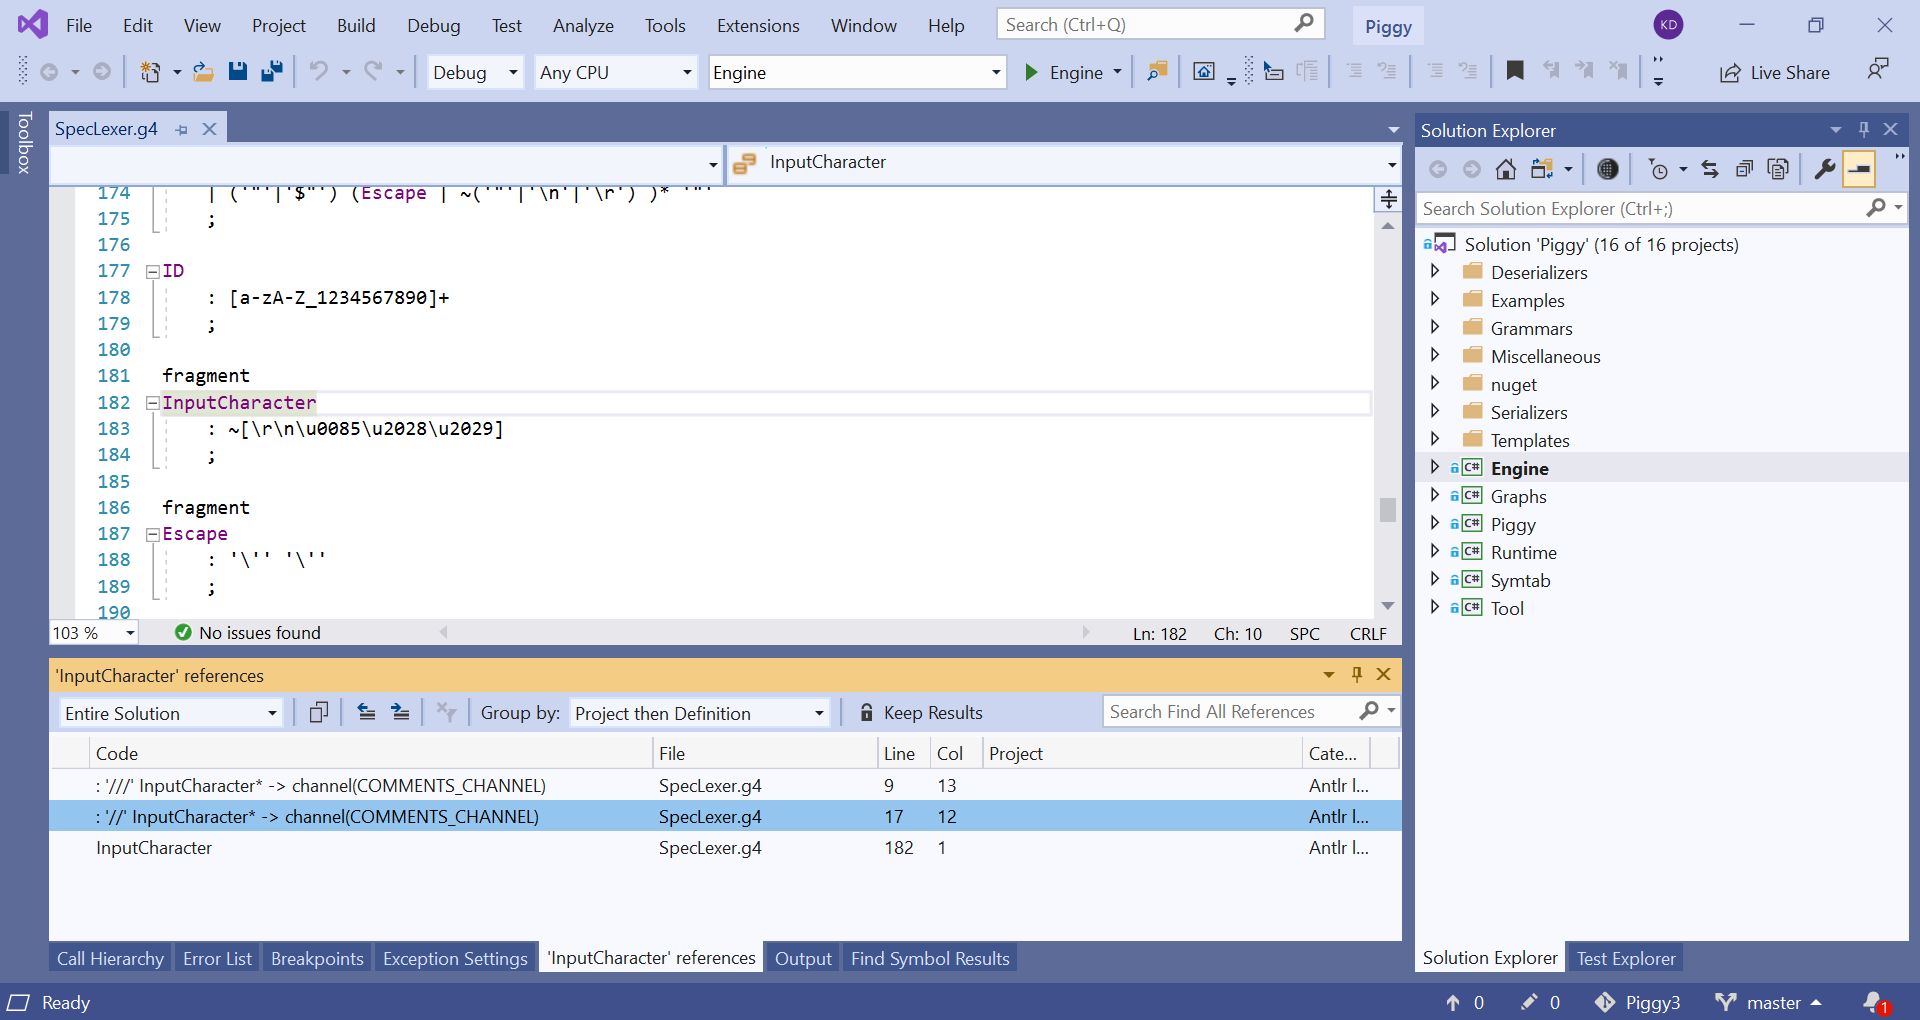 File Edit View Project Build Debug Test Analyze Tools Extensions Window Help Search (Ctrl+Q) Piggy KD
Debug Any CPU Engine Engine Live Share
Toolbox
SpecLexer.g4
InputCharacter
174 | ('"'|'$"') (Escape | ~('"'|'\n'|'\r') )* '"'
175 ;
176
177 ID
178 : [a-zA-Z_1234567890]+
179 ;
180
181 fragment
182 InputCharacter
183 : ~[\r\n\u0085\u2028\u2029]
184 ;
185
186 fragment
187 Escape
188 : '\'' '\''
189 ;
190
103 % No issues found Ln: 182 Ch: 10 SPC CRLF
'InputCharacter' references
Entire Solution Group by: Project then Definition Keep Results Search Find All References
Code File Line Col Project Cate...
: '///' InputCharacter* -> channel(COMMENTS_CHANNEL) SpecLexer.g4 9 13 Antlr l...
: '//' InputCharacter* -> channel(COMMENTS_CHANNEL) SpecLexer.g4 17 12 Antlr l...
InputCharacter SpecLexer.g4 182 1 Antlr l...
Call Hierarchy Error List Breakpoints Exception Settings 'InputCharacter' references Output Find Symbol Results
Solution Explorer
Search Solution Explorer (Ctrl+;)
Solution 'Piggy' (16 of 16 projects)
Deserializers
Examples
Grammars
Miscellaneous
nuget
Serializers
Templates
C# Engine
C# Graphs
C# Piggy
C# Runtime
C# Symtab
C# Tool
Solution Explorer Test Explorer
Ready 0 0 Piggy3 master 1